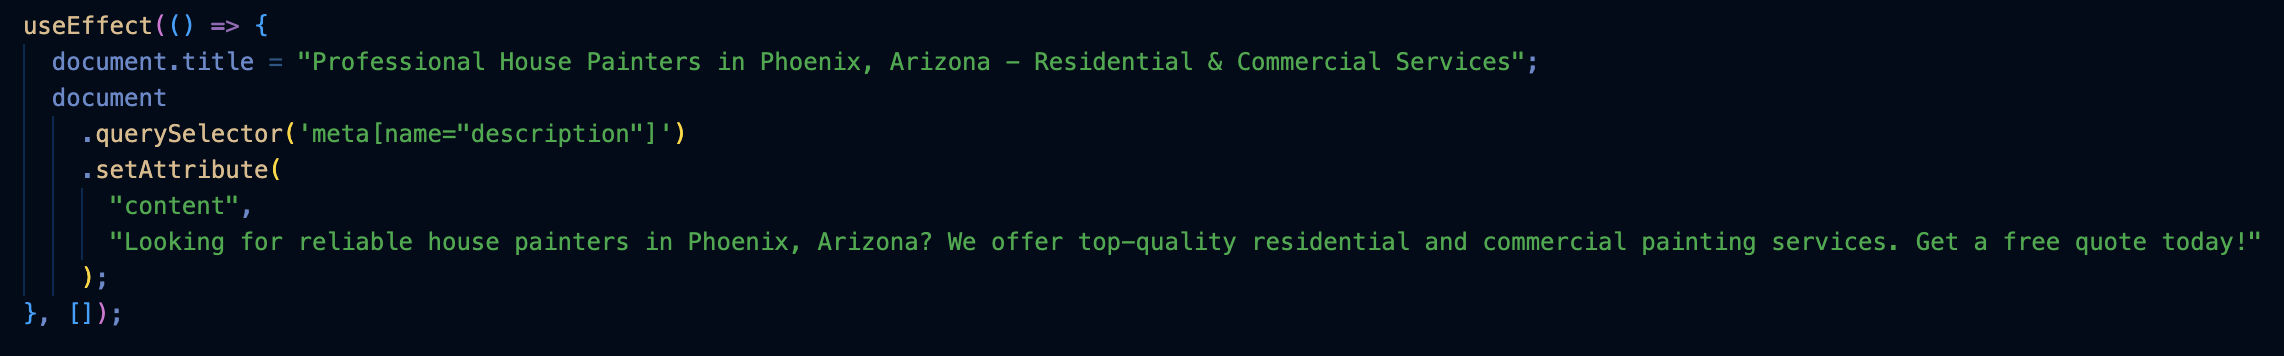 useEffect(() => {
document.title = "Professional House Painters in Phoenix, Arizona - Residential & Commercial Services";
document
.querySelector('meta[name="description"]')
.setAttribute(
"content",
"Looking for reliable house painters in Phoenix, Arizona? We offer top-quality residential and commercial painting services. Get a free quote today!"
);
}, []);